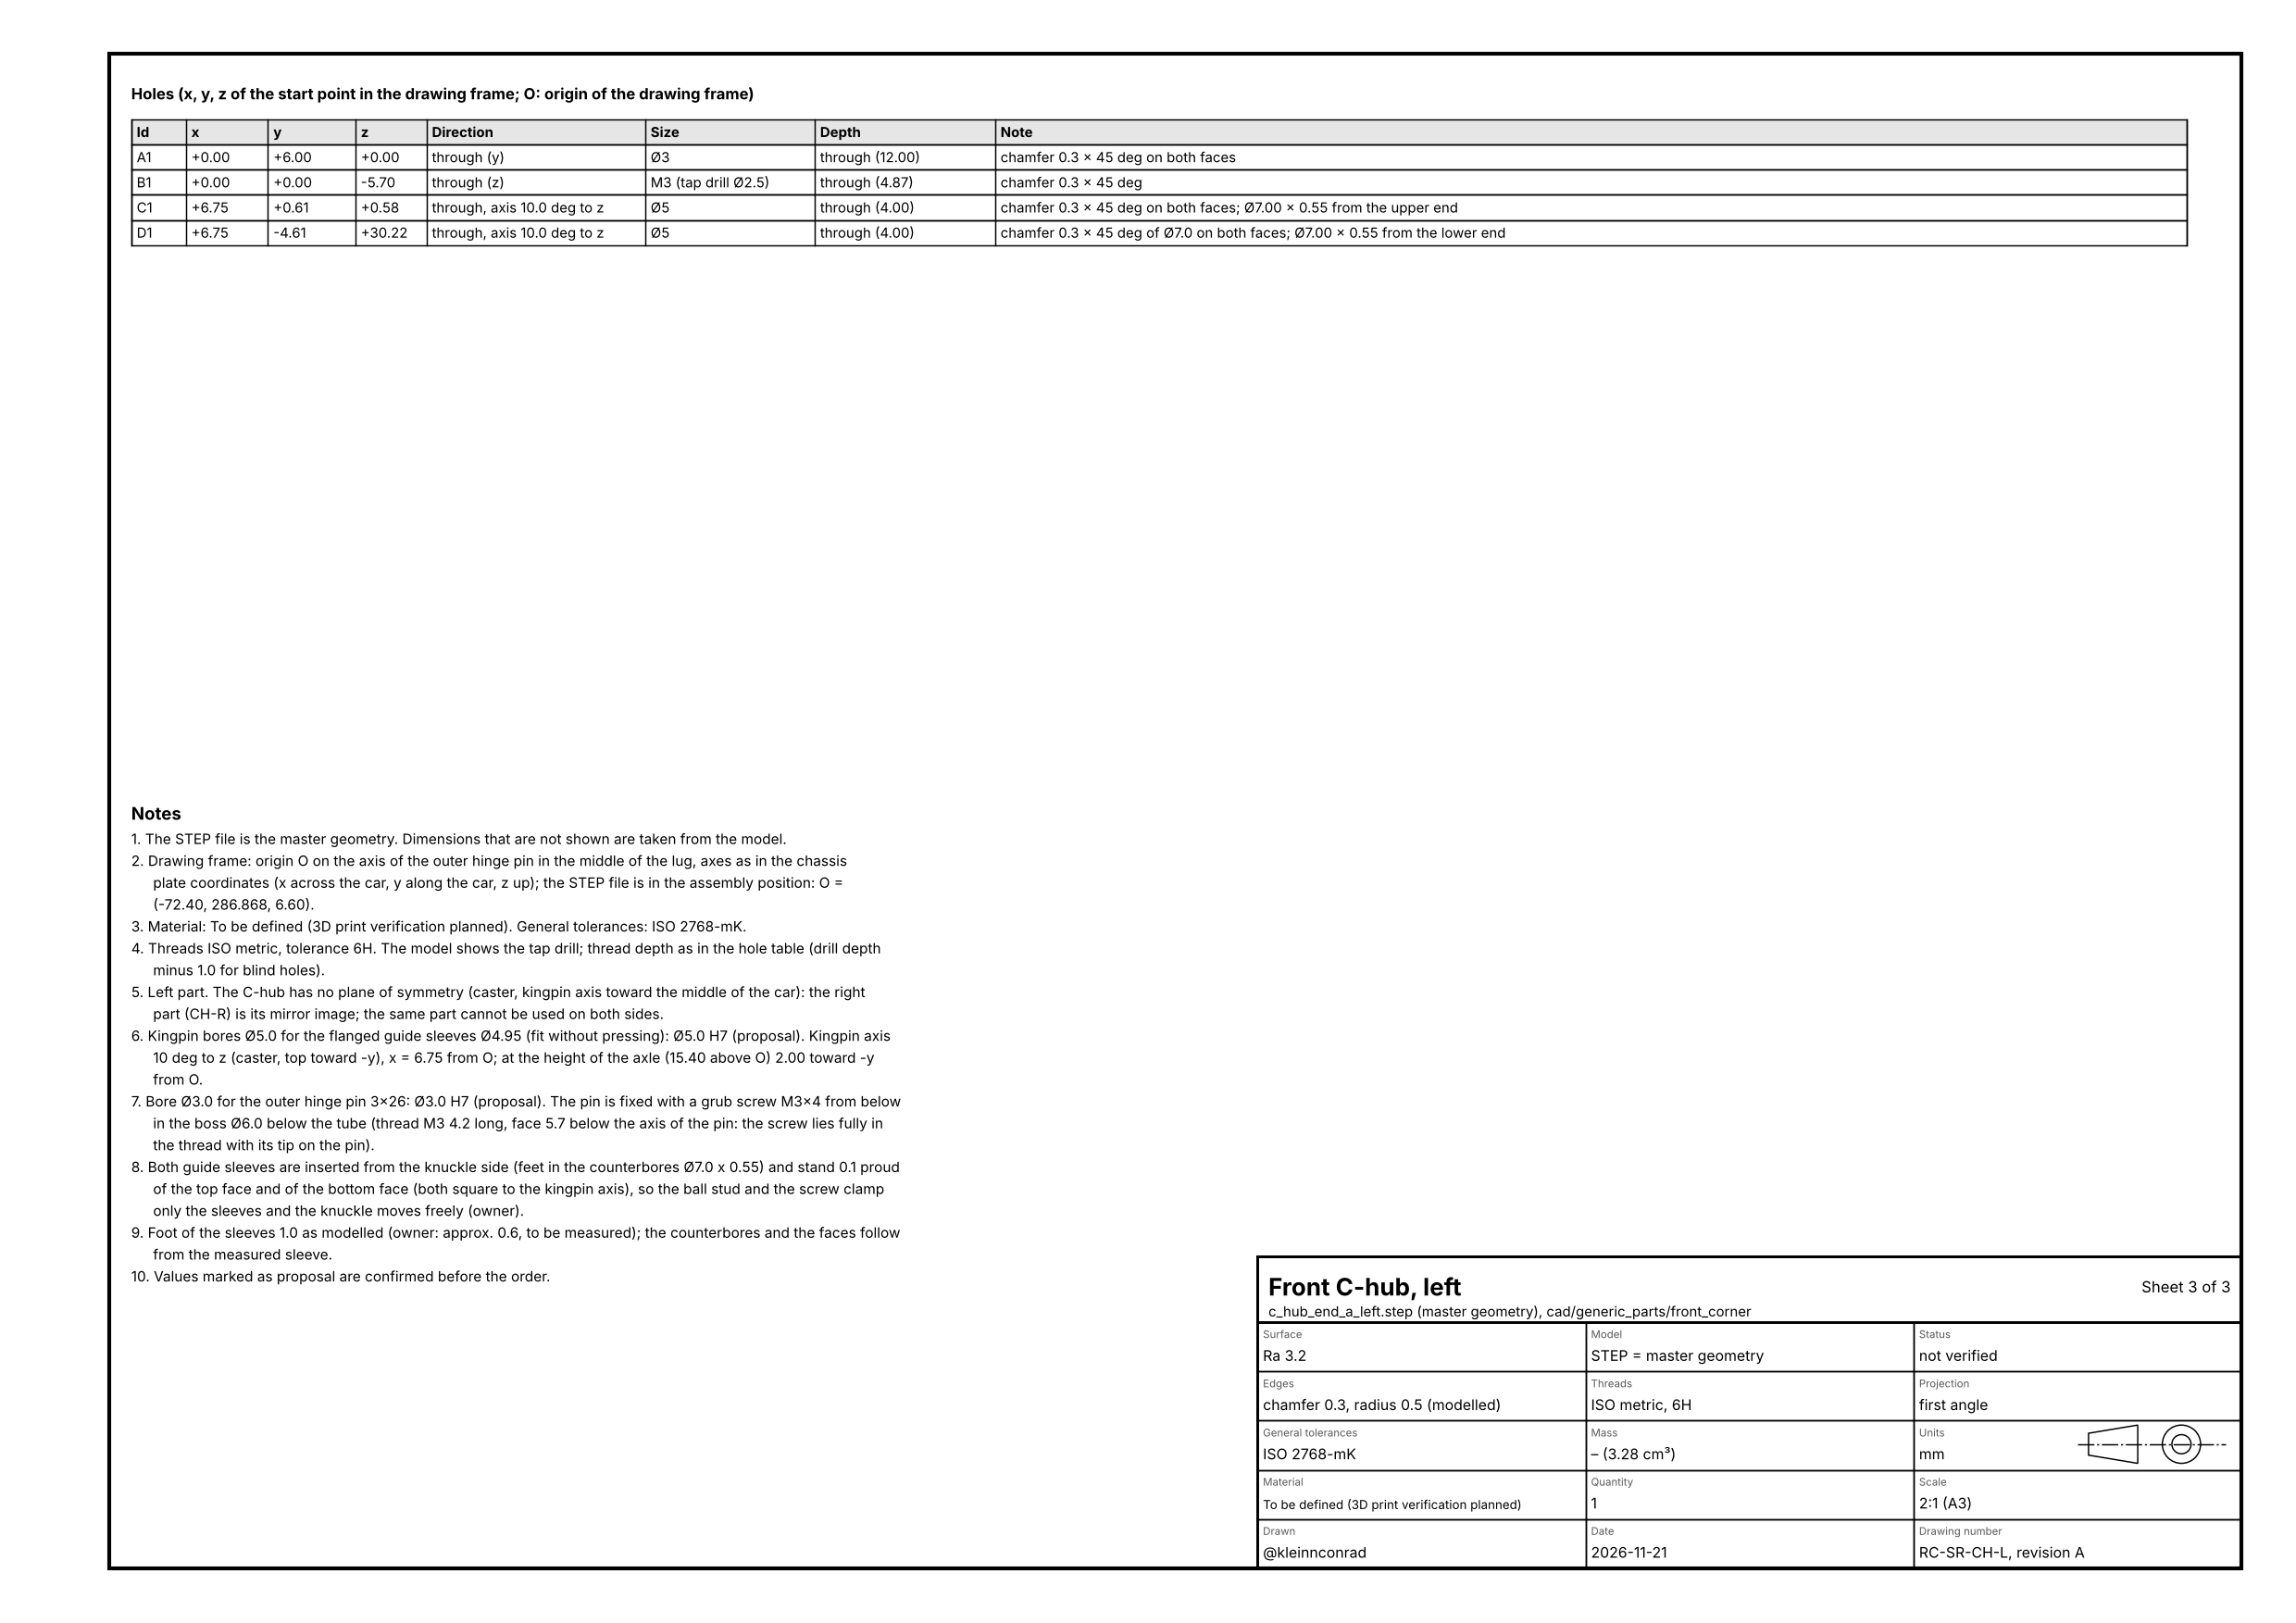 Holes (x, y, z of the start point in the drawing frame; O: origin of the drawing frame)
Id x y z Direction Size Depth Note
A1 +0.00 +6.00 +0.00 through (y) Ø3 through (12.00) chamfer 0.3 × 45 deg on both faces
B1 +0.00 +0.00 -5.70 through (z) M3 (tap drill Ø2.5) through (4.87) chamfer 0.3 × 45 deg
C1 +6.75 +0.61 +0.58 through, axis 10.0 deg to z Ø5 through (4.00) chamfer 0.3 × 45 deg on both faces; Ø7.00 × 0.55 from the upper end
D1 +6.75 -4.61 +30.22 through, axis 10.0 deg to z Ø5 through (4.00) chamfer 0.3 × 45 deg of Ø7.0 on both faces; Ø7.00 × 0.55 from the lower end
Notes
1. The STEP file is the master geometry. Dimensions that are not shown are taken from the model.
2. Drawing frame: origin O on the axis of the outer hinge pin in the middle of the lug, axes as in the chassis
plate coordinates (x across the car, y along the car, z up); the STEP file is in the assembly position: O =
(-72.40, 286.868, 6.60).
3. Material: To be defined (3D print verification planned). General tolerances: ISO 2768-mK.
4. Threads ISO metric, tolerance 6H. The model shows the tap drill; thread depth as in the hole table (drill depth
minus 1.0 for blind holes).
5. Left part. The C-hub has no plane of symmetry (caster, kingpin axis toward the middle of the car): the right
part (CH-R) is its mirror image; the same part cannot be used on both sides.
6. Kingpin bores Ø5.0 for the flanged guide sleeves Ø4.95 (fit without pressing): Ø5.0 H7 (proposal). Kingpin axis
10 deg to z (caster, top toward -y), x = 6.75 from O; at the height of the axle (15.40 above O) 2.00 toward -y
from O.
7. Bore Ø3.0 for the outer hinge pin 3×26: Ø3.0 H7 (proposal). The pin is fixed with a grub screw M3×4 from below
in the boss Ø6.0 below the tube (thread M3 4.2 long, face 5.7 below the axis of the pin: the screw lies fully in
the thread with its tip on the pin).
8. Both guide sleeves are inserted from the knuckle side (feet in the counterbores Ø7.0 x 0.55) and stand 0.1 proud
of the top face and of the bottom face (both square to the kingpin axis), so the ball stud and the screw clamp
only the sleeves and the knuckle moves freely (owner).
9. Foot of the sleeves 1.0 as modelled (owner: approx. 0.6, to be measured); the counterbores and the faces follow
from the measured sleeve.
10. Values marked as proposal are confirmed before the order.
Front C-hub, left Sheet 3 of 3
c_hub_end_a_left.step (master geometry), cad/generic_parts/front_corner
Surface Model Status
Ra 3.2 STEP = master geometry not verified
Edges Threads Projection
chamfer 0.3, radius 0.5 (modelled) ISO metric, 6H first angle
General tolerances Mass Units
ISO 2768-mK – (3.28 cm³) mm
Material Quantity Scale
To be defined (3D print verification planned) 1 2:1 (A3)
Drawn Date Drawing number
@kleinnconrad 2026-11-21 RC-SR-CH-L, revision A